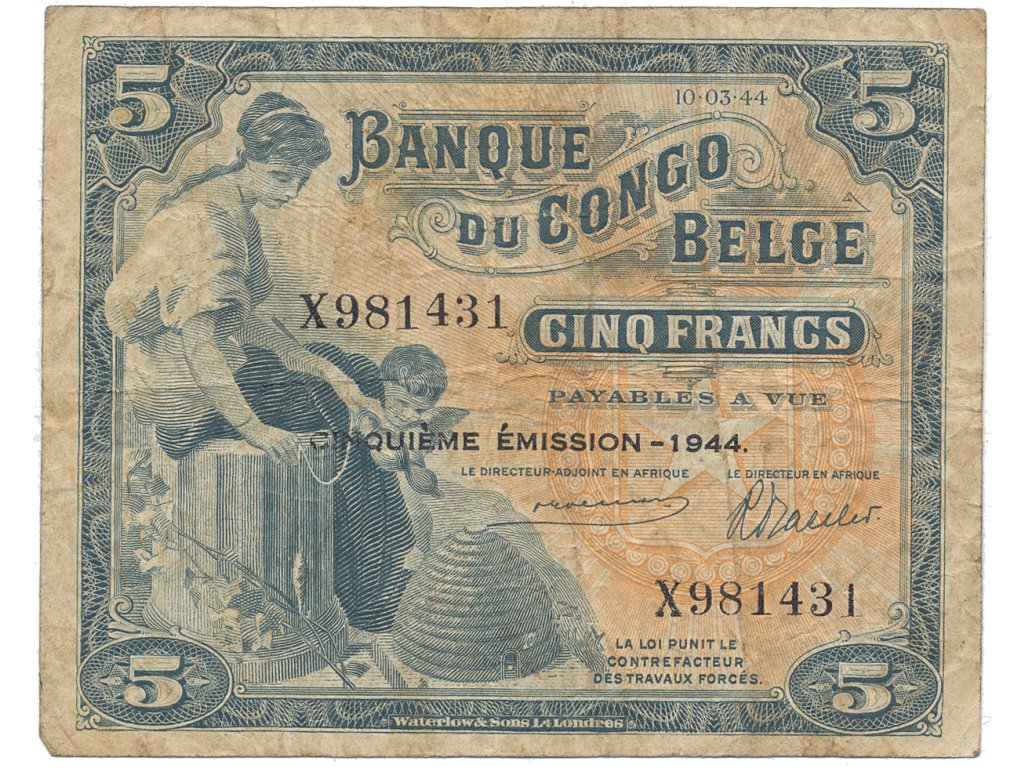 5 5
10·03·44
BANQUE
DU CONGO
BELGE
X981431
CINQ FRANCS
PAYABLES A VUE
CINQUIÈME ÉMISSION – 1944.
LE DIRECTEUR-ADJOINT EN AFRIQUE LE DIRECTEUR EN AFRIQUE
X981431
LA LOI PUNIT LE
CONTREFACTEUR
DES TRAVAUX FORCÉS.
5 5
Waterlow & Sons Ld Londres